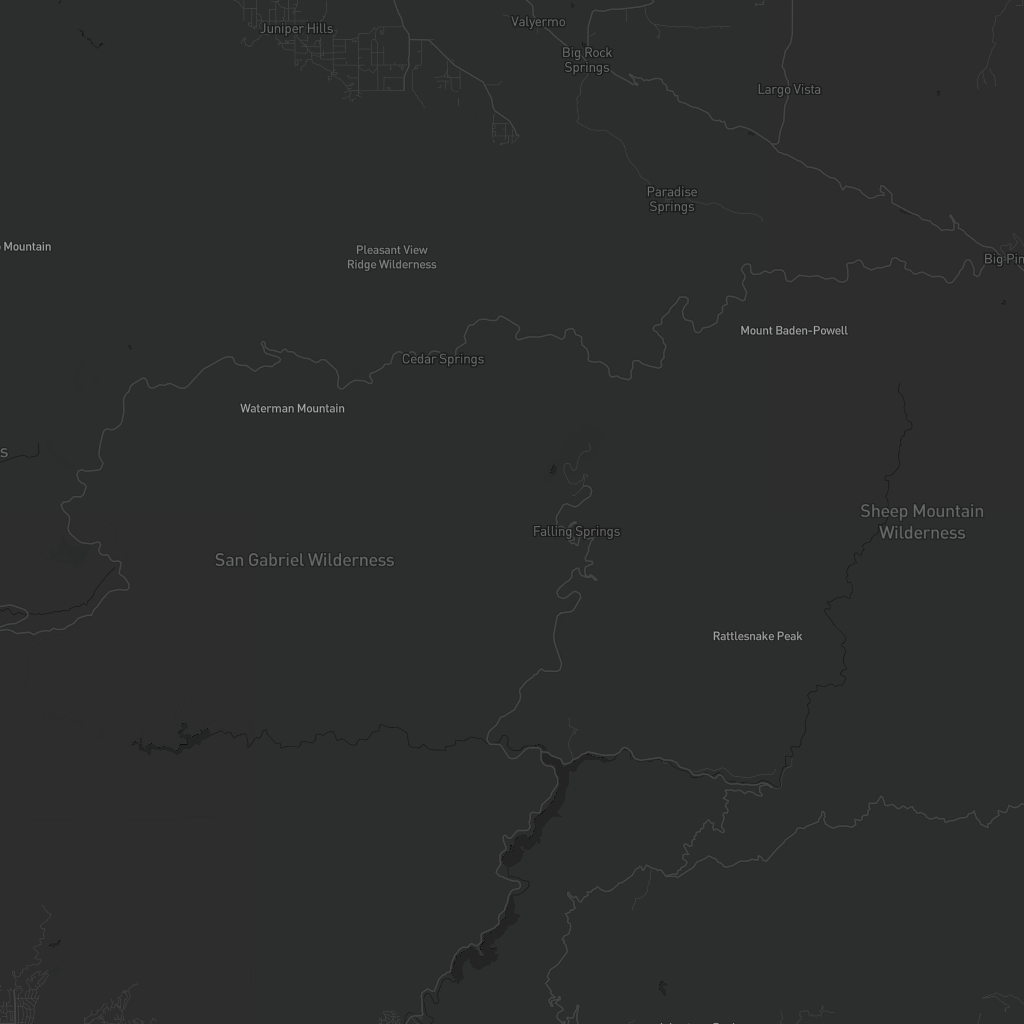 Valyermo
Juniper Hills
Big Rock
Springs
Largo Vista
Paradise
Springs
Mountain
Pleasant View
Ridge Wilderness
Big Pin
Mount Baden-Powell
Cedar Springs
Waterman Mountain
s
Sheep Mountain
Wilderness
Falling Springs
San Gabriel Wilderness
Rattlesnake Peak